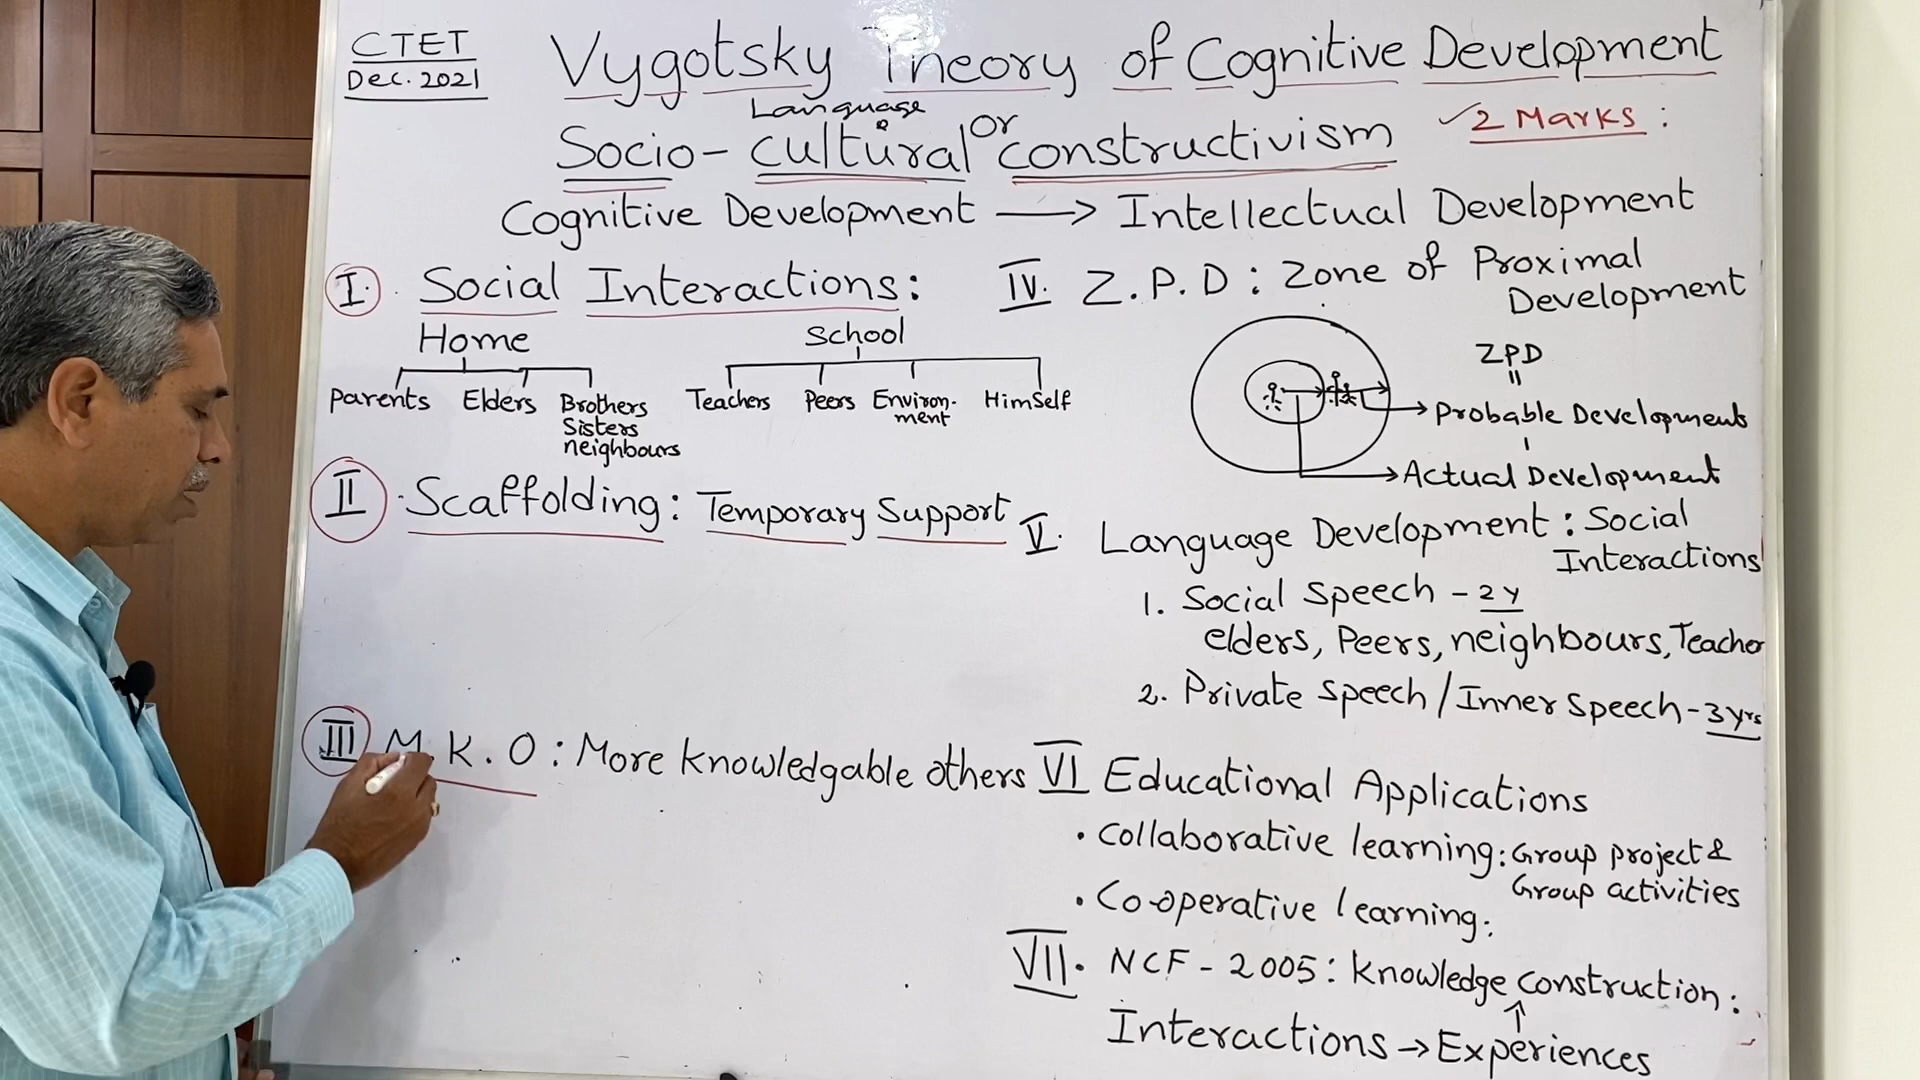 CTET
Dec. 2021
Vygotsky Theory of Cognitive Development
Language
Socio-cultural or constructivism
✓2 Marks:
Cognitive Development → Intellectual Development
I. Social Interactions:
Home
School
Parents Elders Brothers
Sisters
neighbours
Teachers Peers Environ-
ment
Himself
II. Scaffolding: Temporary Support
III M.K.O: More knowledgable others
IV. Z.P.D: Zone of Proximal
Development
ZPD
=
Probable Development
Actual Development
V. Language Development: Social
Interactions
1. Social speech - 2y
elders, Peers, neighbours, Teacher
2. Private speech / Inner speech - 3yrs
VI Educational Applications
• collaborative learning: Group project &
Group activities
• Co-operative learning:
VII. NCF - 2005: knowledge construction:
↑
Interactions → Experiences